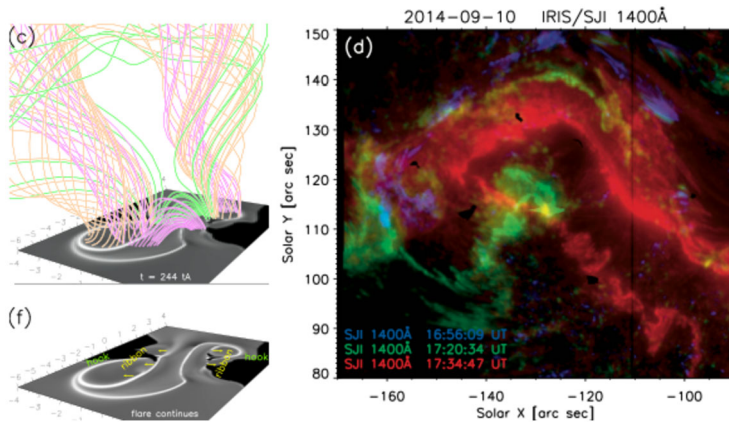 (c)
t = 244 tA
(f)
hook
ribbon
ribbon
hook
flare continues
2014-09-10 IRIS/SJI 1400Å
(d)
150
140
130
120
110
100
90
80
Solar Y [arc sec]
SJI 1400Å 16:56:09 UT
SJI 1400Å 17:20:34 UT
SJI 1400Å 17:34:47 UT
-160
-140
-120
-100
Solar X [arc sec]